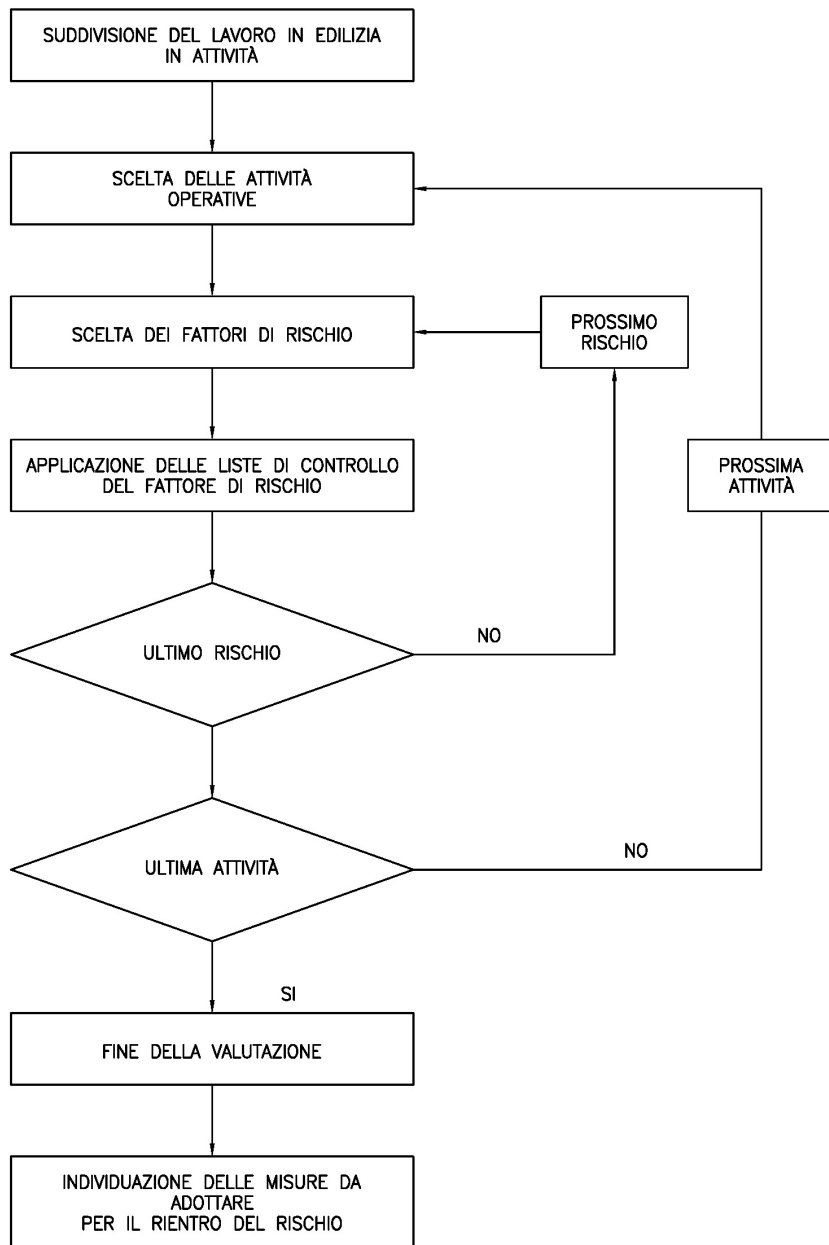 SUDDIVISIONE DEL LAVORO IN EDILIZIA
IN ATTIVITÀ
SCELTA DELLE ATTIVITÀ
OPERATIVE
SCELTA DEI FATTORI DI RISCHIO
PROSSIMO
RISCHIO
APPLICAZIONE DELLE LISTE DI CONTROLLO
DEL FATTORE DI RISCHIO
PROSSIMA
ATTIVITÀ
ULTIMO RISCHIO
NO
ULTIMA ATTIVITÀ
NO
SI
FINE DELLA VALUTAZIONE
INDIVIDUAZIONE DELLE MISURE DA
ADOTTARE
PER IL RIENTRO DEL RISCHIO